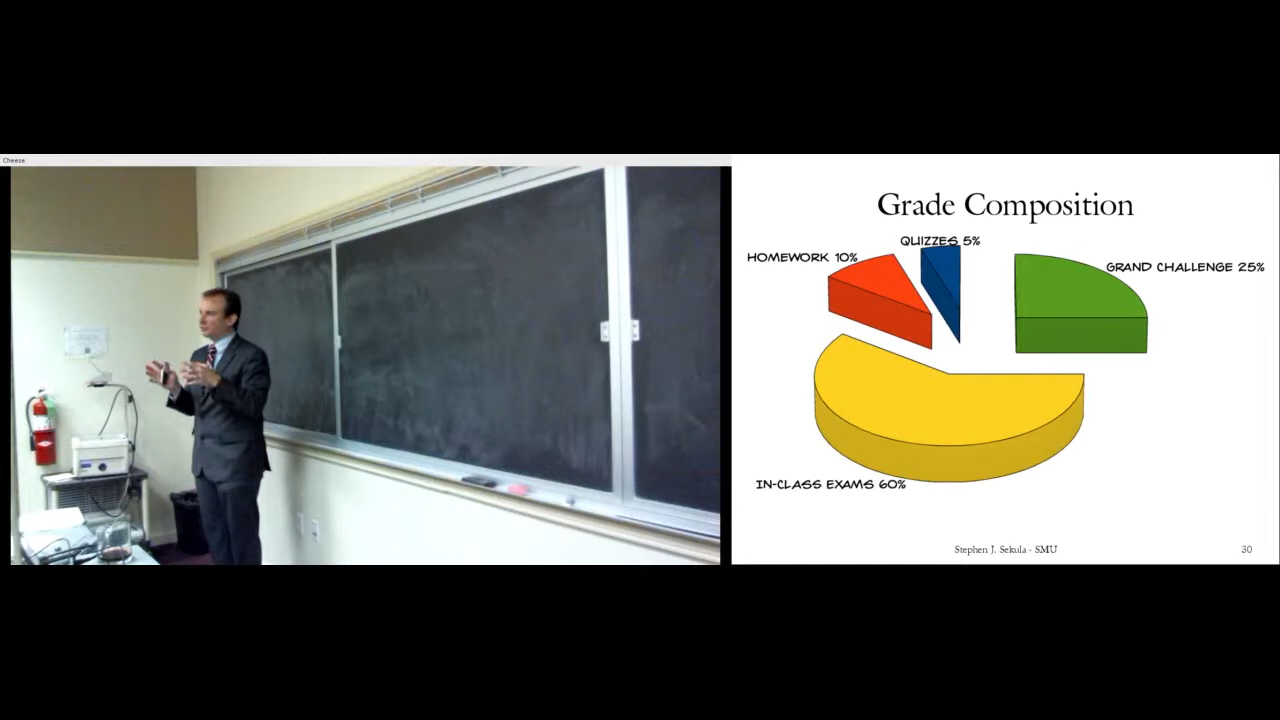 Cheese
Grade Composition
QUIZZES 5%
HOMEWORK 10%
GRAND CHALLENGE 25%
IN-CLASS EXAMS 60%
Stephen J. Sekula - SMU
30